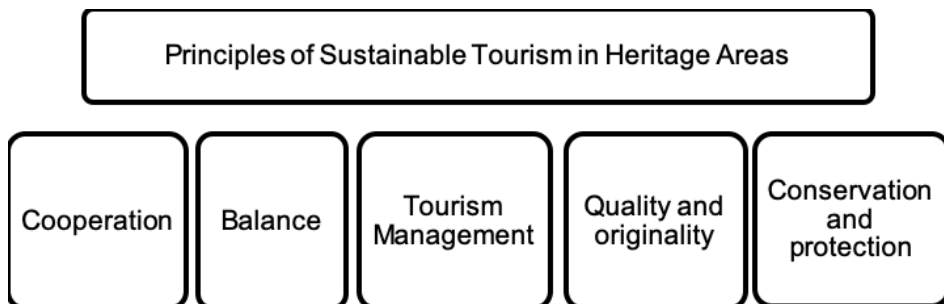 Principles of Sustainable Tourism in Heritage Areas
Cooperation
Balance
Tourism
Management
Quality and
originality
Conservation
and
protection